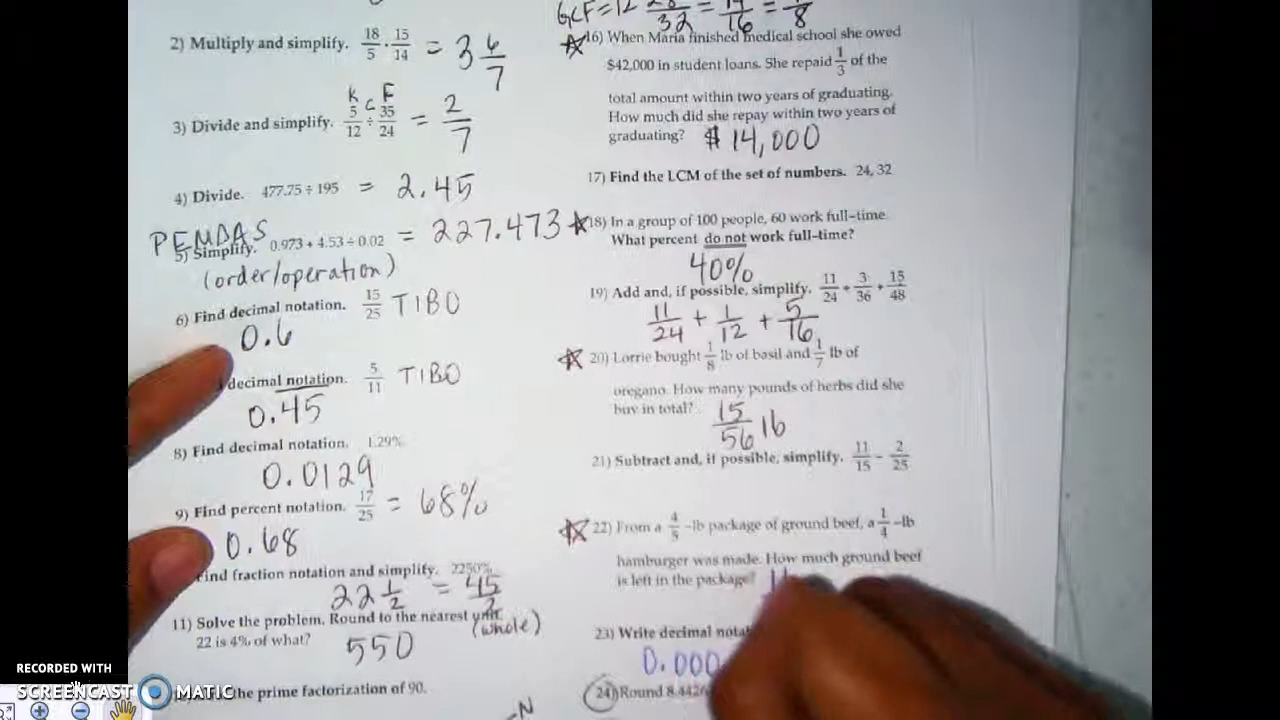 GCF = 12 28/32 = 14/16 = /8
2) Multiply and simplify. 18/5 · 15/14 = 3 6/7
K C F
3) Divide and simplify. 5/12 ÷ 35/24 = 2/7
4) Divide. 477.75 ÷ 195 = 2.45
PEMDAS
5) Simplify. 0.973 + 4.53 ÷ 0.02 = 227.473
(order/operation)
6) Find decimal notation. 15/25 TIBO
0.6
decimal notation. 5/11 TIBO
0.45
8) Find decimal notation. 1.29%
0.0129
9) Find percent notation. 17/25 = 68%
0.68
Find fraction notation and simplify. 2250%
22 1/2 = 45/2
11) Solve the problem. Round to the nearest unit.
(whole)
22 is 4% of what? 550
the prime factorization of 90.
16) When Maria finished medical school she owed
$42,000 in student loans. She repaid 1/3 of the
total amount within two years of graduating.
How much did she repay within two years of
graduating? $14,000
17) Find the LCM of the set of numbers. 24, 32
18) In a group of 100 people, 60 work full-time.
What percent do not work full-time?
40%
19) Add and, if possible, simplify. 11/24 + 3/36 + 15/48
11/24 + 1/12 + 5/16
20) Lorrie bought 1/8 lb of basil and 1/7 lb of
oregano. How many pounds of herbs did she
buy in total? 15/56 lb
21) Subtract and, if possible, simplify. 11/15 - 2/25
22) From a 4/5 -lb package of ground beef, a 1/4 -lb
hamburger was made. How much ground beef
is left in the package? 11
23) Write decimal
0.000
24) Round 8.442
RECORDED WITH
SCREENCAST MATIC